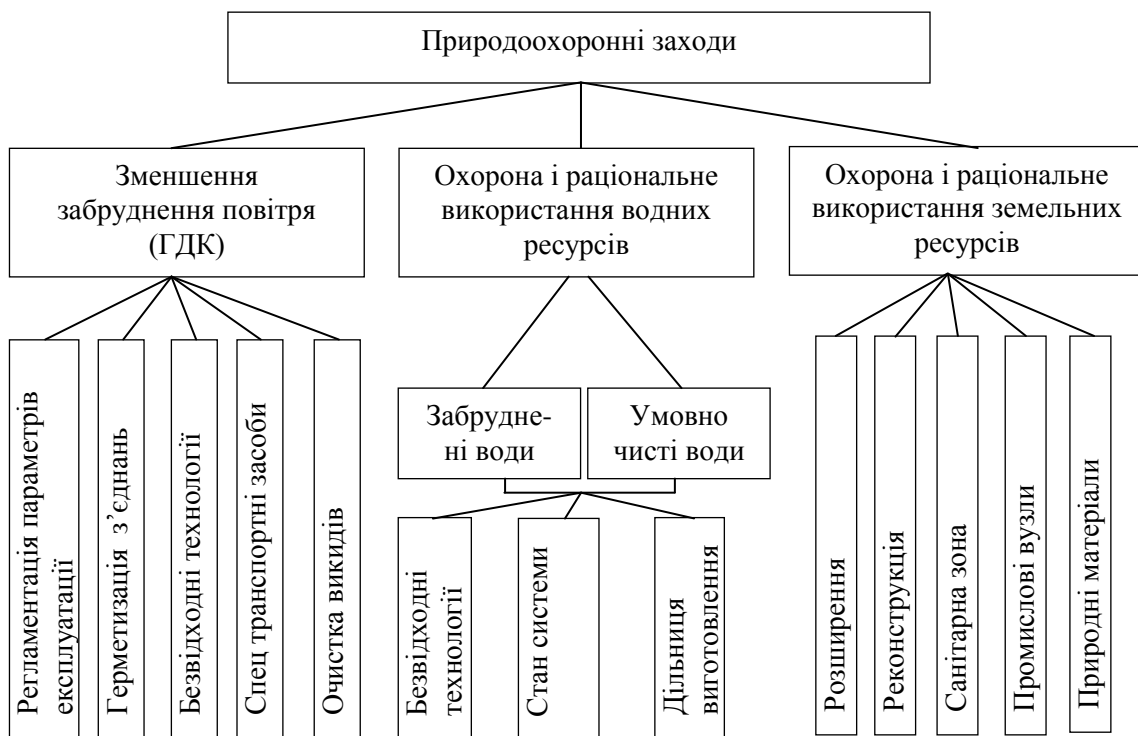 Природоохоронні заходи
Зменшення
забруднення повітря
(ГДК)
Охорона і раціональне
використання водних
ресурсів
Охорона і раціональне
використання земельних
ресурсів
Регламентація параметрів
експлуатації
Герметизація з’єднань
Безвідходні технології
Спец транспортні засоби
Очистка викидів
Забрудне-
ні води
Умовно
чисті води
Безвідходні
технології
Стан системи
Дільниця
виготовлення
Розширення
Реконструкція
Санітарна зона
Промислові вузли
Природні матеріали